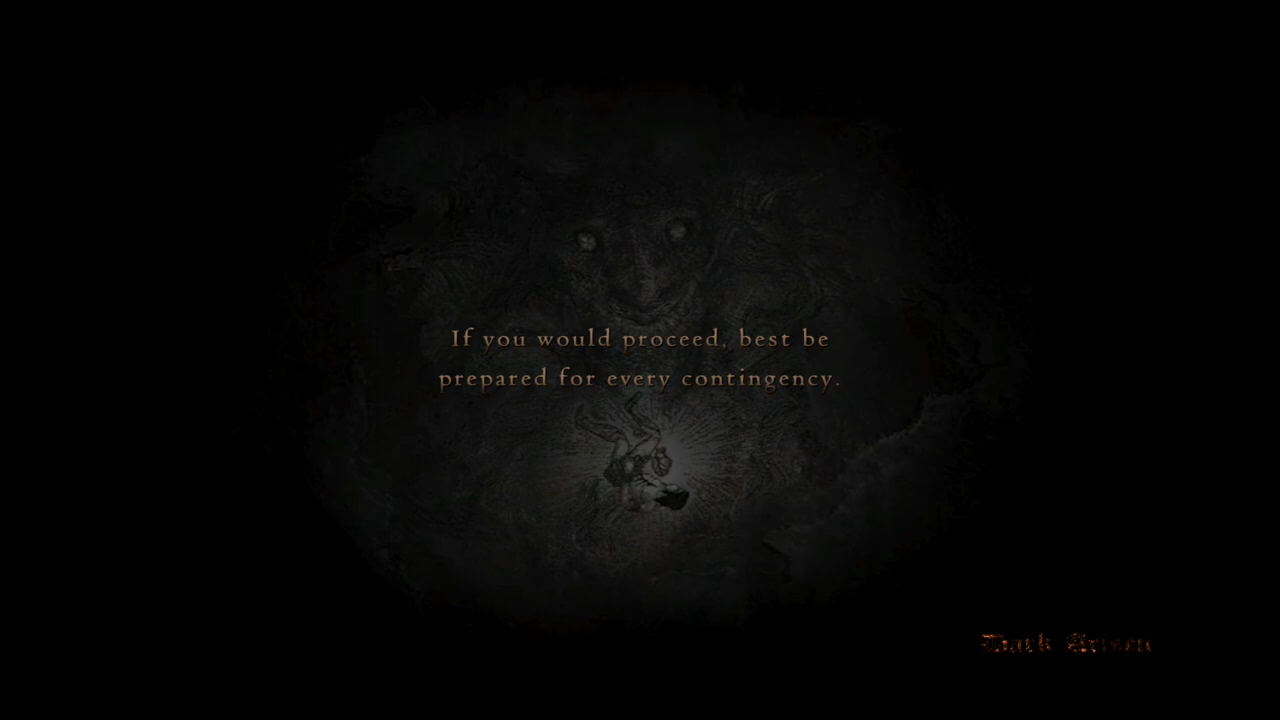 If you would proceed, best be
prepared for every contingency.
Dark Arisen